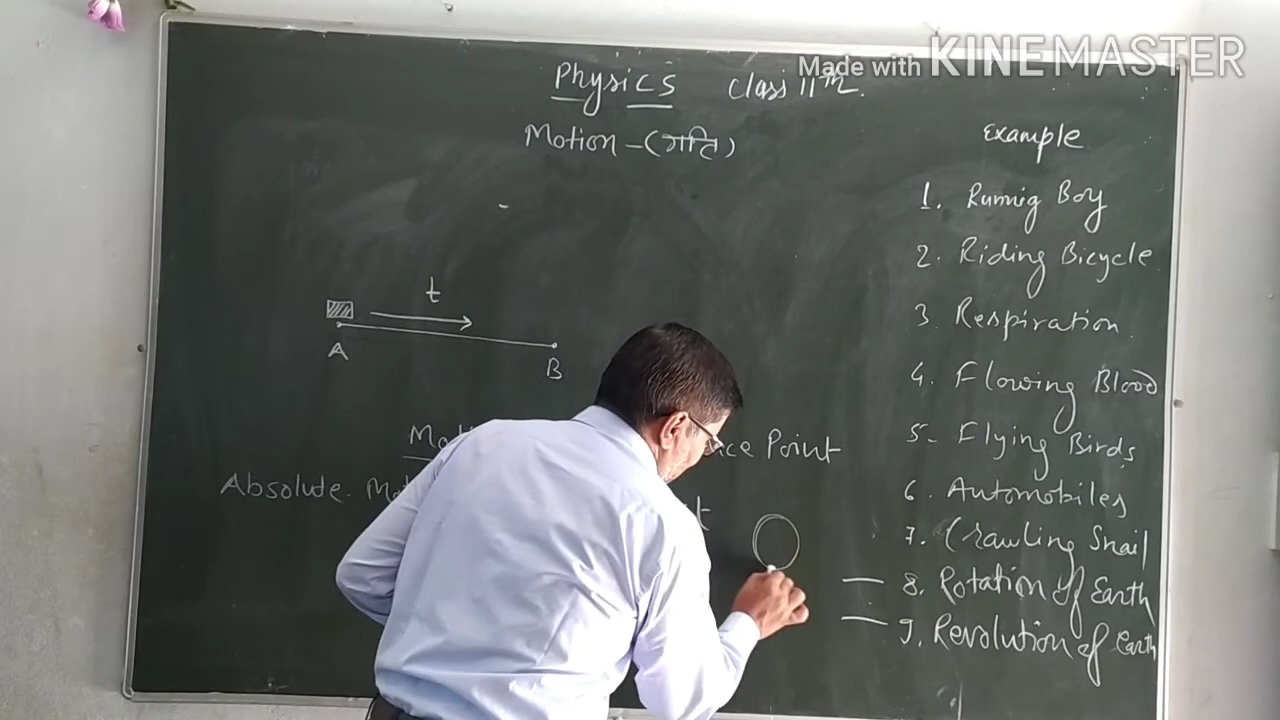 Made with KINEMASTER
Physics Class 11th.
Motion - (गति)
t
A
B
Point
Absolute.
Example
1. Runnig Boy
2. Riding Bicycle
3. Respiration
4. Flowing Blood
5- Flying Birds
6. Automobiles
7. Crawling Snail
8. Rotation of Earth
9. Revolution of Earth